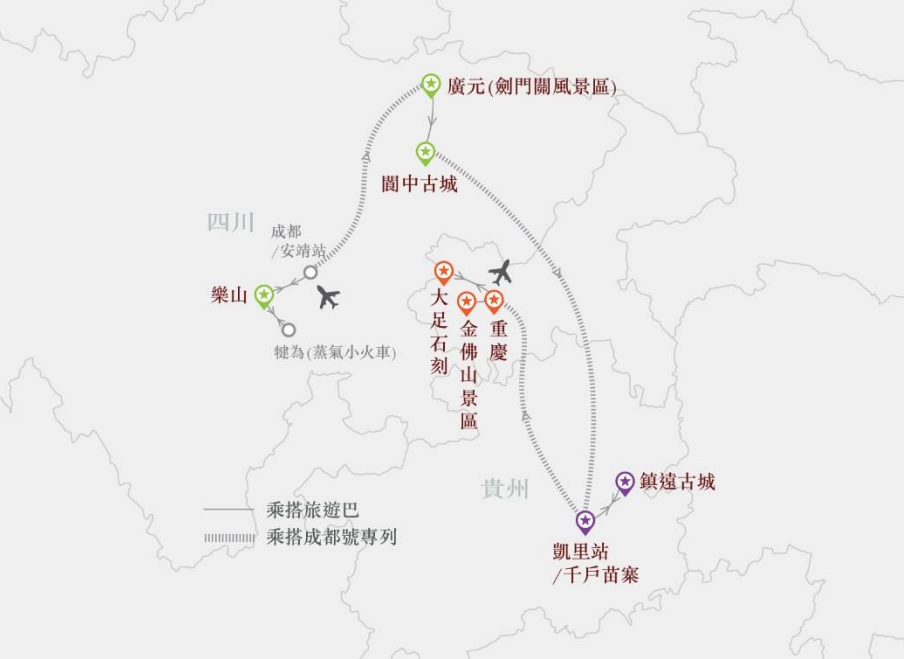 廣元(劍門關風景區)
閬中古城
四川
成都
/安靖站
樂山
犍為(蒸氣小火車)
大足石刻
金佛山景區
重慶
貴州
鎮遠古城
凱里站
/千戶苗寨
乘搭旅遊巴
乘搭成都號專列